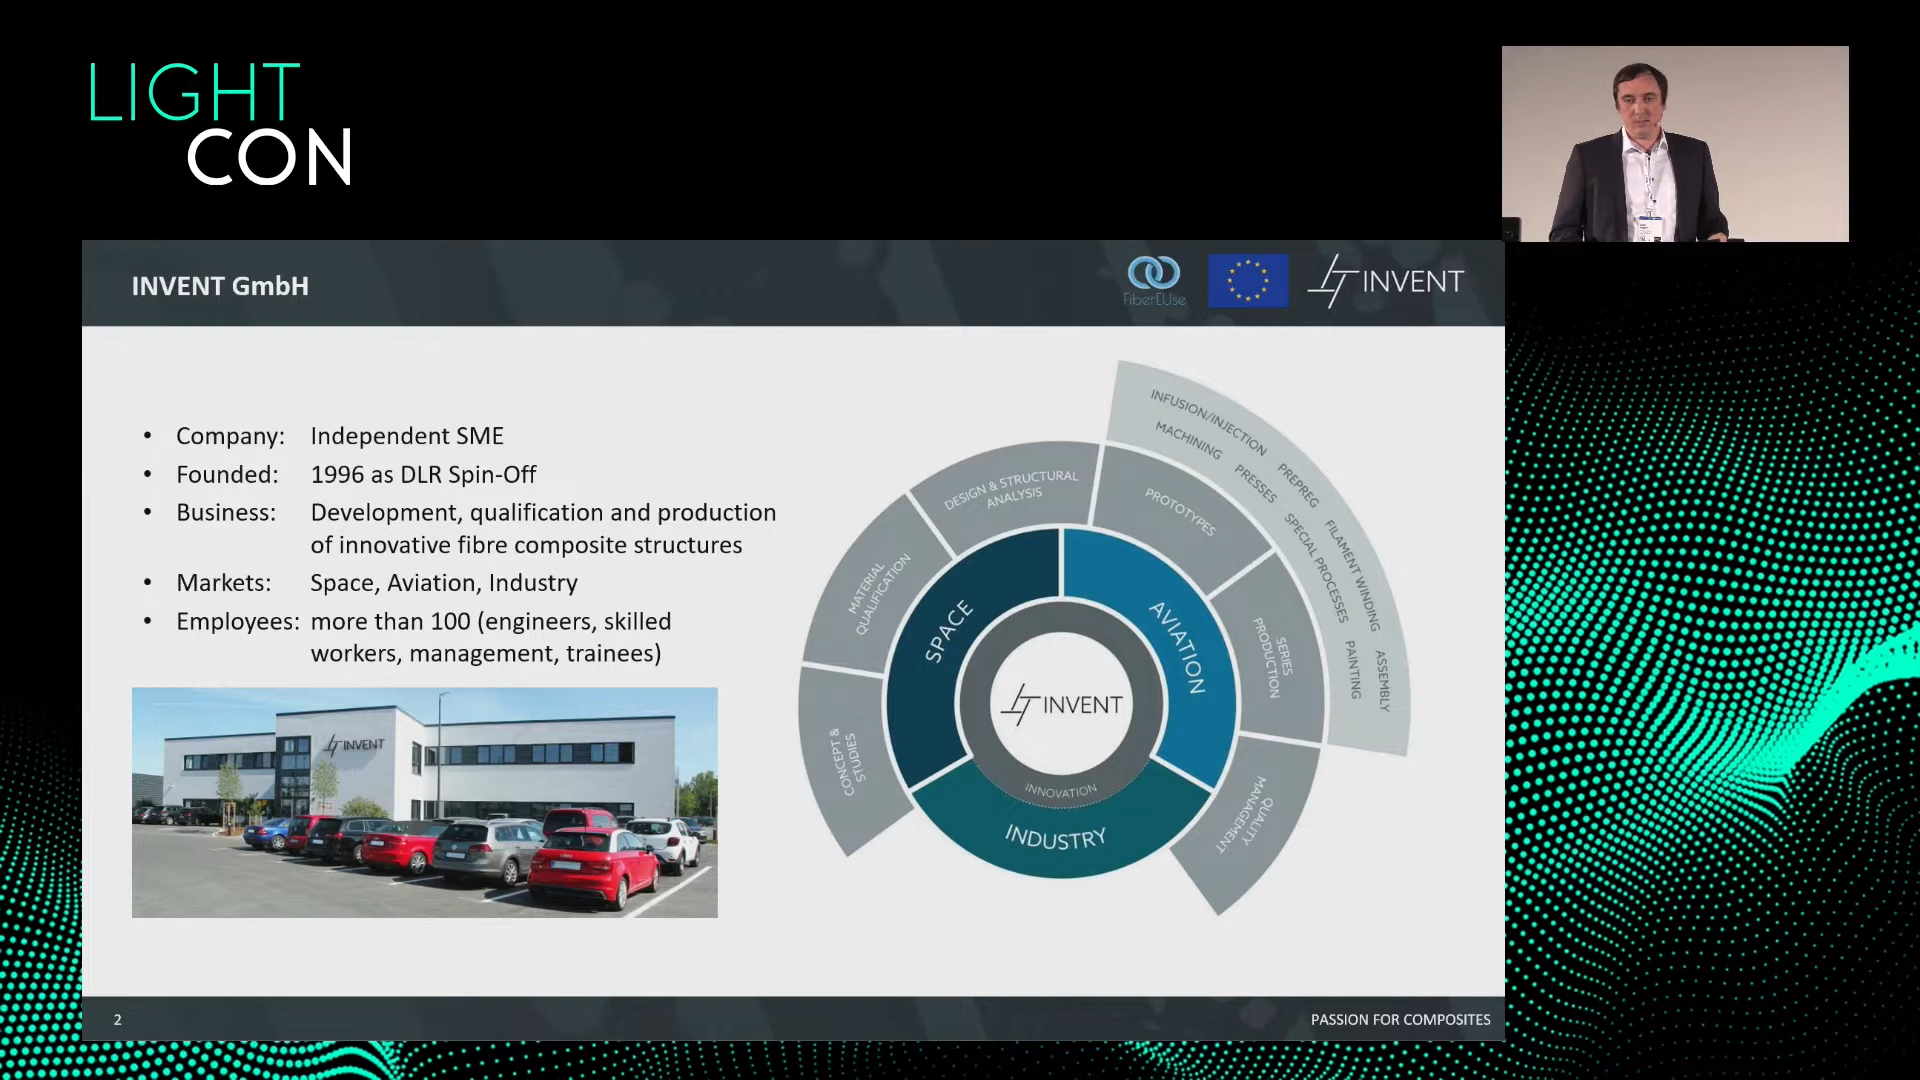 LIGHT
CON
INVENT GmbH
FiberEUse
INVENT
• Company: Independent SME
• Founded: 1996 as DLR Spin-Off
• Business: Development, qualification and production
of innovative fibre composite structures
• Markets: Space, Aviation, Industry
• Employees: more than 100 (engineers, skilled
workers, management, trainees)
INVENT
CONCEPT &
STUDIES
MATERIAL
QUALIFICATION
DESIGN & STRUCTURAL
ANALYSIS
PROTOTYPES
SERIES
PRODUCTION
QUALITY
MANAGEMENT
INFUSION/INJECTION
PREPREG
FILAMENT WINDING
ASSEMBLY
MACHINING
PRESSES
SPECIAL PROCESSES
PAINTING
SPACE
AVIATION
INDUSTRY
INNOVATION
INVENT
2
PASSION FOR COMPOSITES